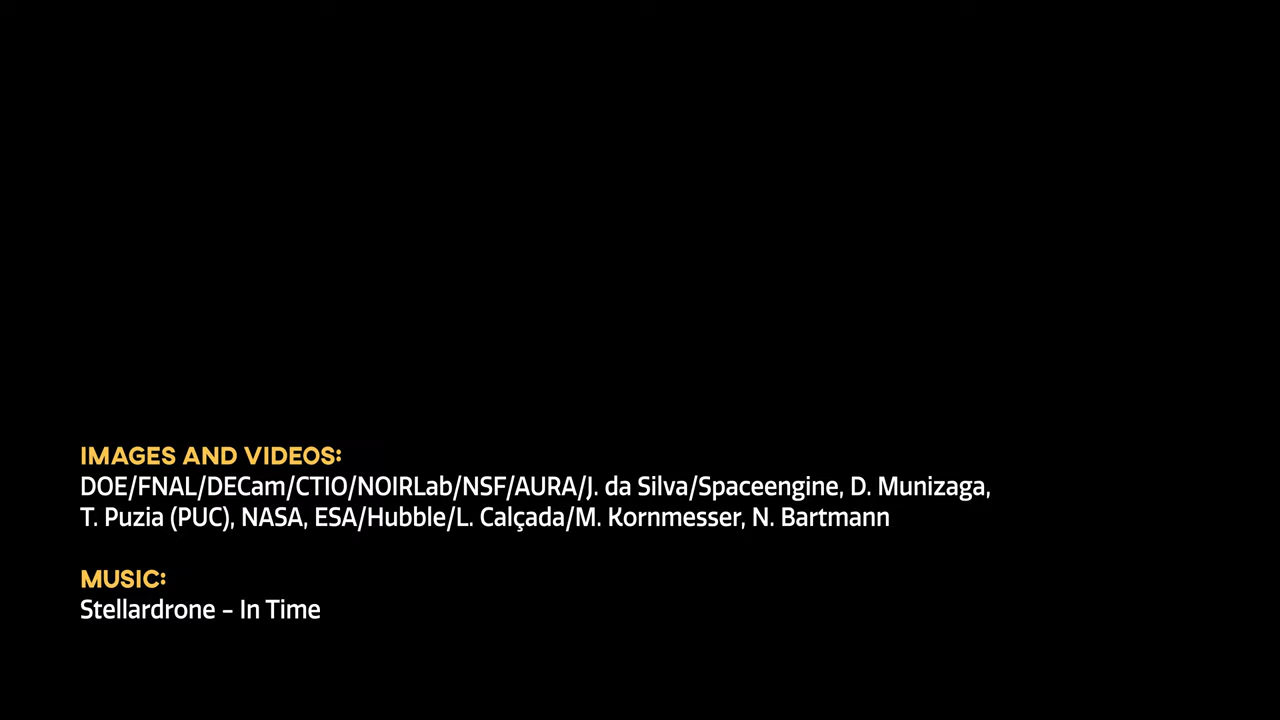 IMAGES AND VIDEOS:
DOE/FNAL/DECam/CTIO/NOIRLab/NSF/AURA/J. da Silva/Spaceengine, D. Munizaga,
T. Puzia (PUC), NASA, ESA/Hubble/L. Calçada/M. Kornmesser, N. Bartmann
MUSIC:
Stellardrone – In Time